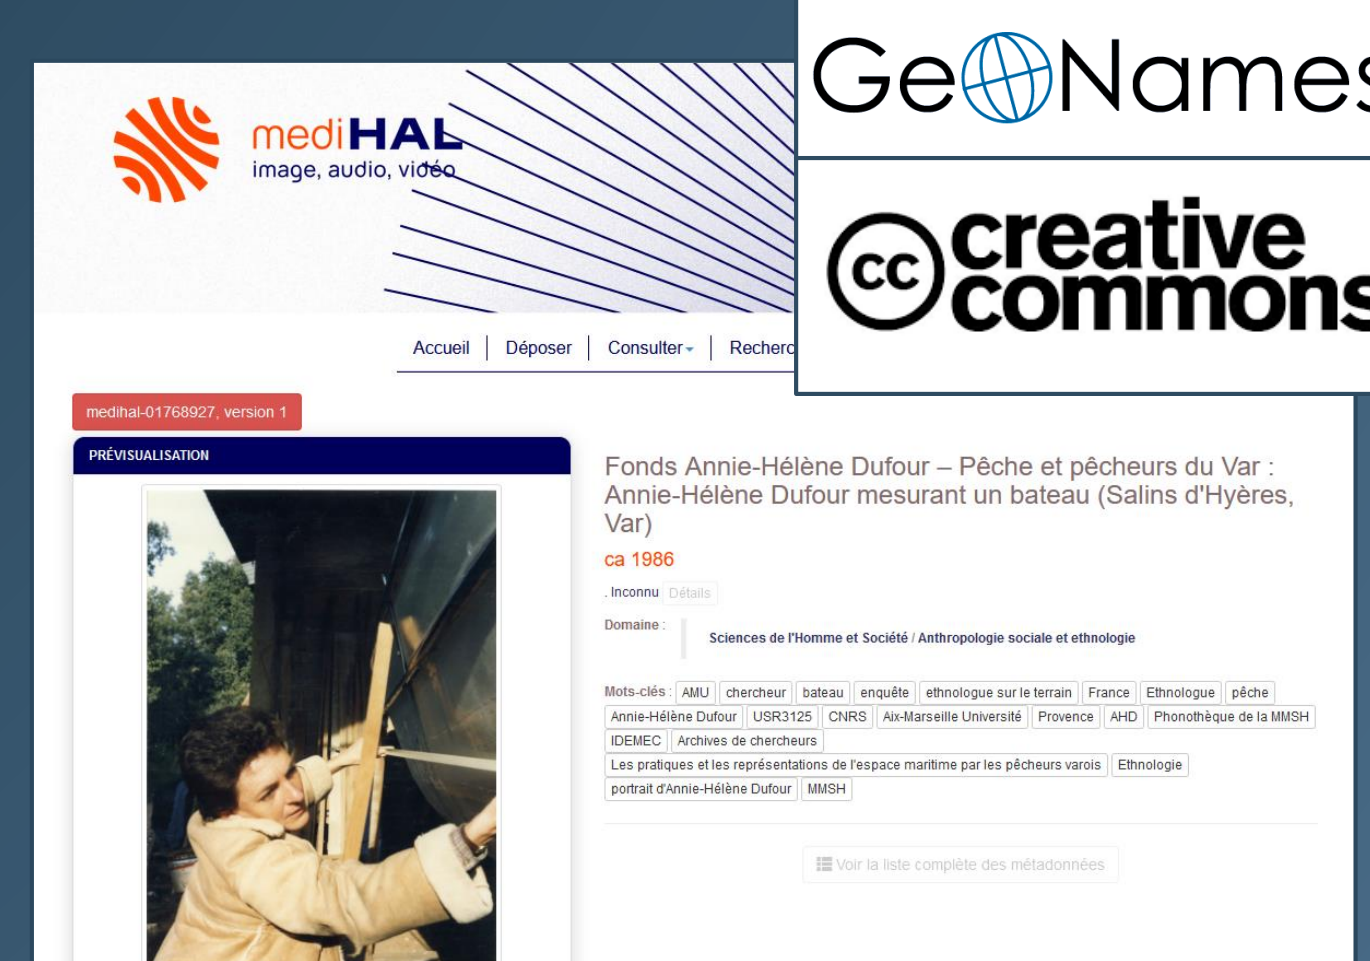 GeoNames
mediHAL
image, audio, vidéo
cc creative
commons
Accueil Déposer Consulter Recherc
medihal-01768927, version 1
PRÉVISUALISATION
Fonds Annie-Hélène Dufour – Pêche et pêcheurs du Var :
Annie-Hélène Dufour mesurant un bateau (Salins d'Hyères,
Var)
ca 1986
. Inconnu Détails
Domaine :
Sciences de l'Homme et Société / Anthropologie sociale et ethnologie
Mots-clés : AMU chercheur bateau enquête ethnologue sur le terrain France Ethnologue pêche
Annie-Hélène Dufour USR3125 CNRS Aix-Marseille Université Provence AHD Phonothèque de la MMSH
IDEMEC Archives de chercheurs
Les pratiques et les représentations de l'espace maritime par les pêcheurs varois Ethnologie
portrait d'Annie-Hélène Dufour MMSH
Voir la liste complète des métadonnées